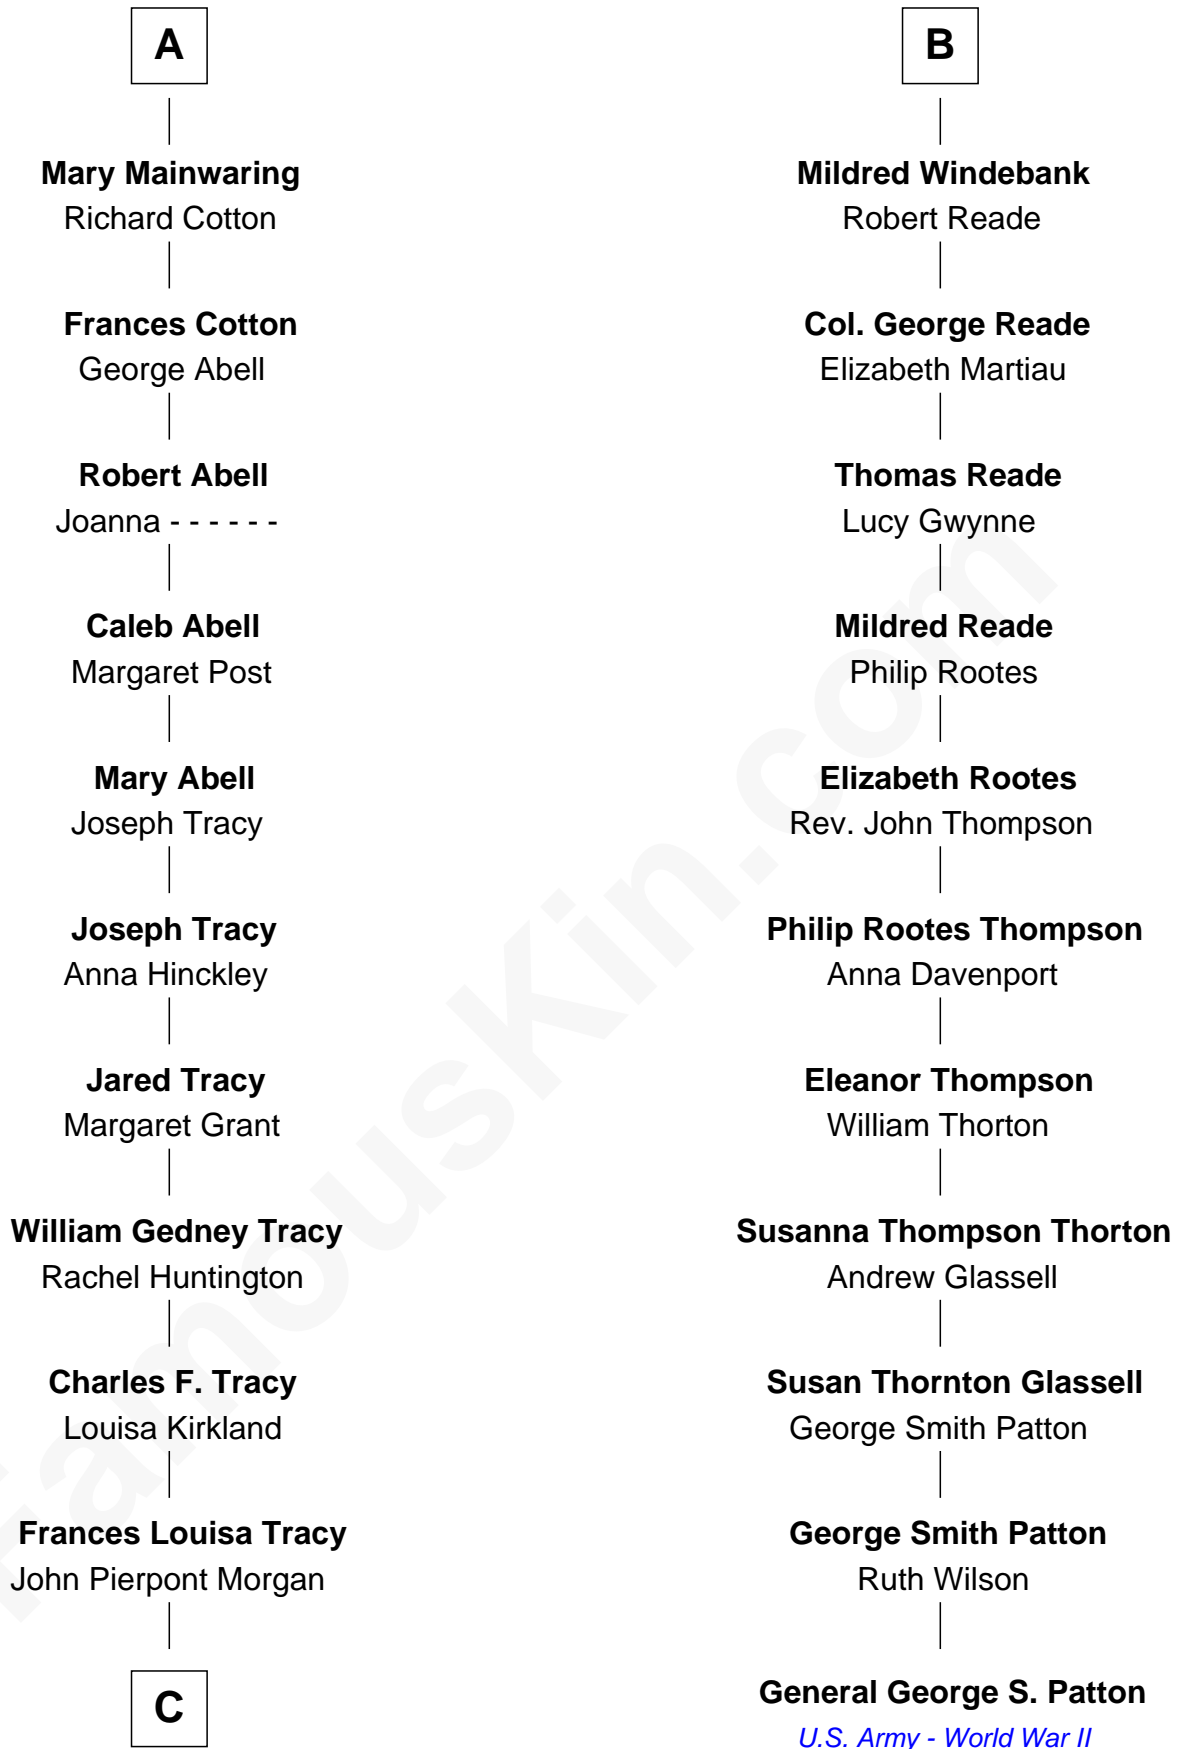 A
Mary Mainwaring
Richard Cotton
Frances Cotton
George Abell
Robert Abell
Joanna - - - - - -
Caleb Abell
Margaret Post
Mary Abell
Joseph Tracy
Joseph Tracy
Anna Hinckley
Jared Tracy
Margaret Grant
William Gedney Tracy
Rachel Huntington
Charles F. Tracy
Louisa Kirkland
Frances Louisa Tracy
John Pierpont Morgan
C
B
Mildred Windebank
Robert Reade
Col. George Reade
Elizabeth Martiau
Thomas Reade
Lucy Gwynne
Mildred Reade
Philip Rootes
Elizabeth Rootes
Rev. John Thompson
Philip Rootes Thompson
Anna Davenport
Eleanor Thompson
William Thorton
Susanna Thompson Thorton
Andrew Glassell
Susan Thornton Glassell
George Smith Patton
George Smith Patton
Ruth Wilson
General George S. Patton
U.S. Army - World War II
FamousKin.com